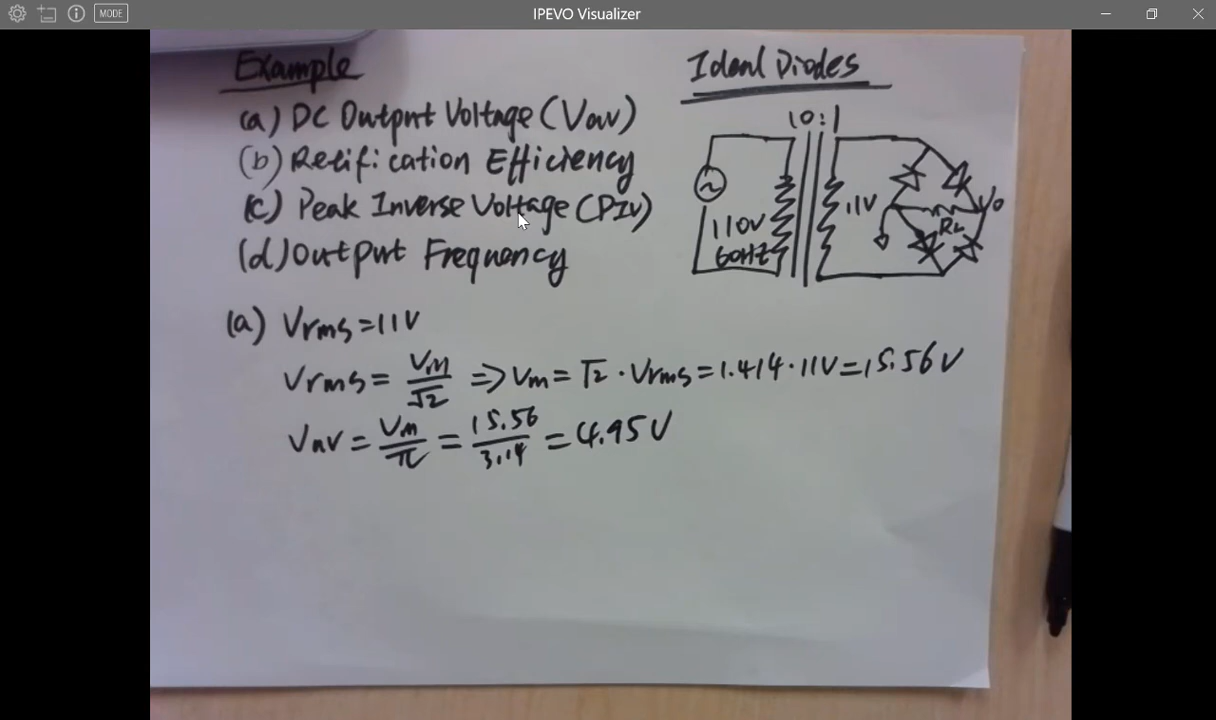 MODE
IPEVO Visualizer
Example
(a) DC Output Voltage (Vav)
(b) Retification Efficiency
(c) Peak Inverse Voltage (PIV)
(d) Output Frequency
Ideal Diodes
10:1
110V
60Hz
11V
Vo
RL
(a) Vrms = 11V
Vrms = VM/√2 => Vm = √2 · Vrms = 1.414 · 11V = 15.56V
Vav = VM/π = 15.56/3.14 = 4.95V